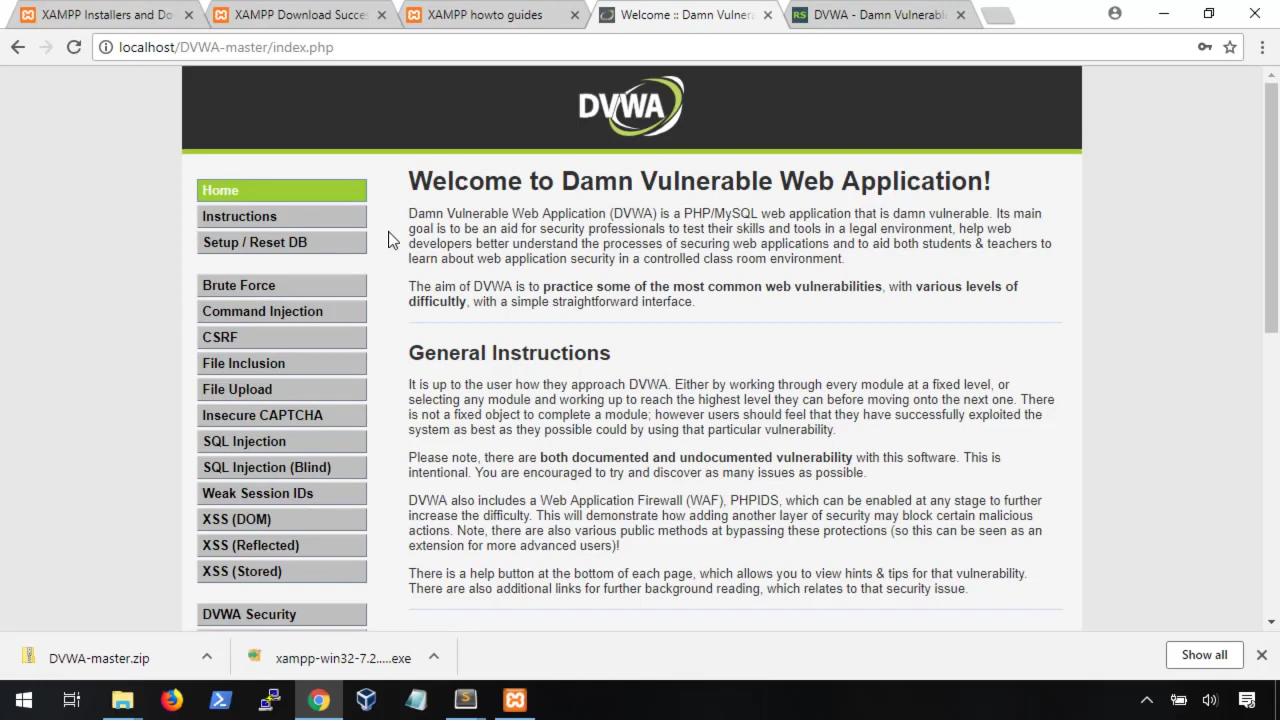 XAMPP Installers and Do
XAMPP Download Succes
XAMPP howto guides
Welcome :: Damn Vulnera
DVWA - Damn Vulnerable
localhost/DVWA-master/index.php
DVWA
Home
Instructions
Setup / Reset DB
Brute Force
Command Injection
CSRF
File Inclusion
File Upload
Insecure CAPTCHA
SQL Injection
SQL Injection (Blind)
Weak Session IDs
XSS (DOM)
XSS (Reflected)
XSS (Stored)
DVWA Security
Welcome to Damn Vulnerable Web Application!
Damn Vulnerable Web Application (DVWA) is a PHP/MySQL web application that is damn vulnerable. Its main
goal is to be an aid for security professionals to test their skills and tools in a legal environment, help web
developers better understand the processes of securing web applications and to aid both students & teachers to
learn about web application security in a controlled class room environment.
The aim of DVWA is to practice some of the most common web vulnerabilities, with various levels of
difficultly, with a simple straightforward interface.
General Instructions
It is up to the user how they approach DVWA. Either by working through every module at a fixed level, or
selecting any module and working up to reach the highest level they can before moving onto the next one. There
is not a fixed object to complete a module; however users should feel that they have successfully exploited the
system as best as they possible could by using that particular vulnerability.
Please note, there are both documented and undocumented vulnerability with this software. This is
intentional. You are encouraged to try and discover as many issues as possible.
DVWA also includes a Web Application Firewall (WAF), PHPIDS, which can be enabled at any stage to further
increase the difficulty. This will demonstrate how adding another layer of security may block certain malicious
actions. Note, there are also various public methods at bypassing these protections (so this can be seen as an
extension for more advanced users)!
There is a help button at the bottom of each page, which allows you to view hints & tips for that vulnerability.
There are also additional links for further background reading, which relates to that security issue.
DVWA-master.zip
xampp-win32-7.2.....exe
Show all